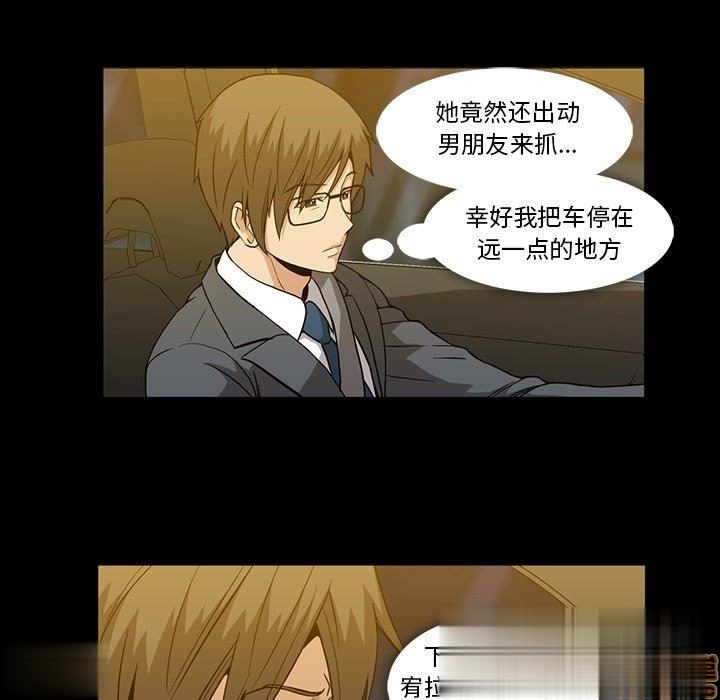 她竟然还出动
男朋友来抓...
幸好我把车停在
远一点的地方
下
宥拉